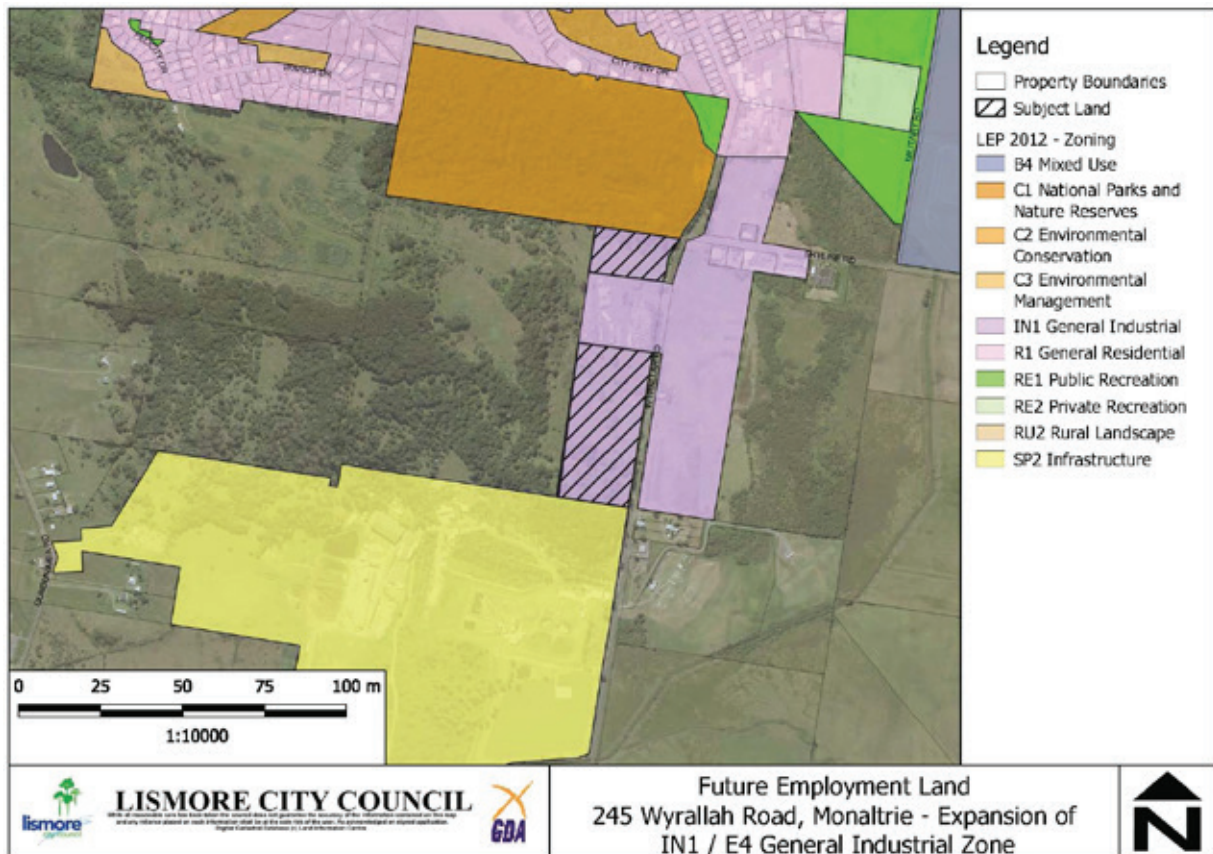 Legend
Property Boundaries
Subject Land
LEP 2012 - Zoning
B4 Mixed Use
C1 National Parks and
Nature Reserves
C2 Environmental
Conservation
C3 Environmental
Management
IN1 General Industrial
R1 General Residential
RE1 Public Recreation
RE2 Private Recreation
RU2 Rural Landscape
SP2 Infrastructure
CITY VIEW DR
0 25 50 75 100 m
1:10000
lismore
LISMORE CITY COUNCIL
GDA
Future Employment Land
245 Wyrallah Road, Monaltrie - Expansion of
IN1 / E4 General Industrial Zone
N